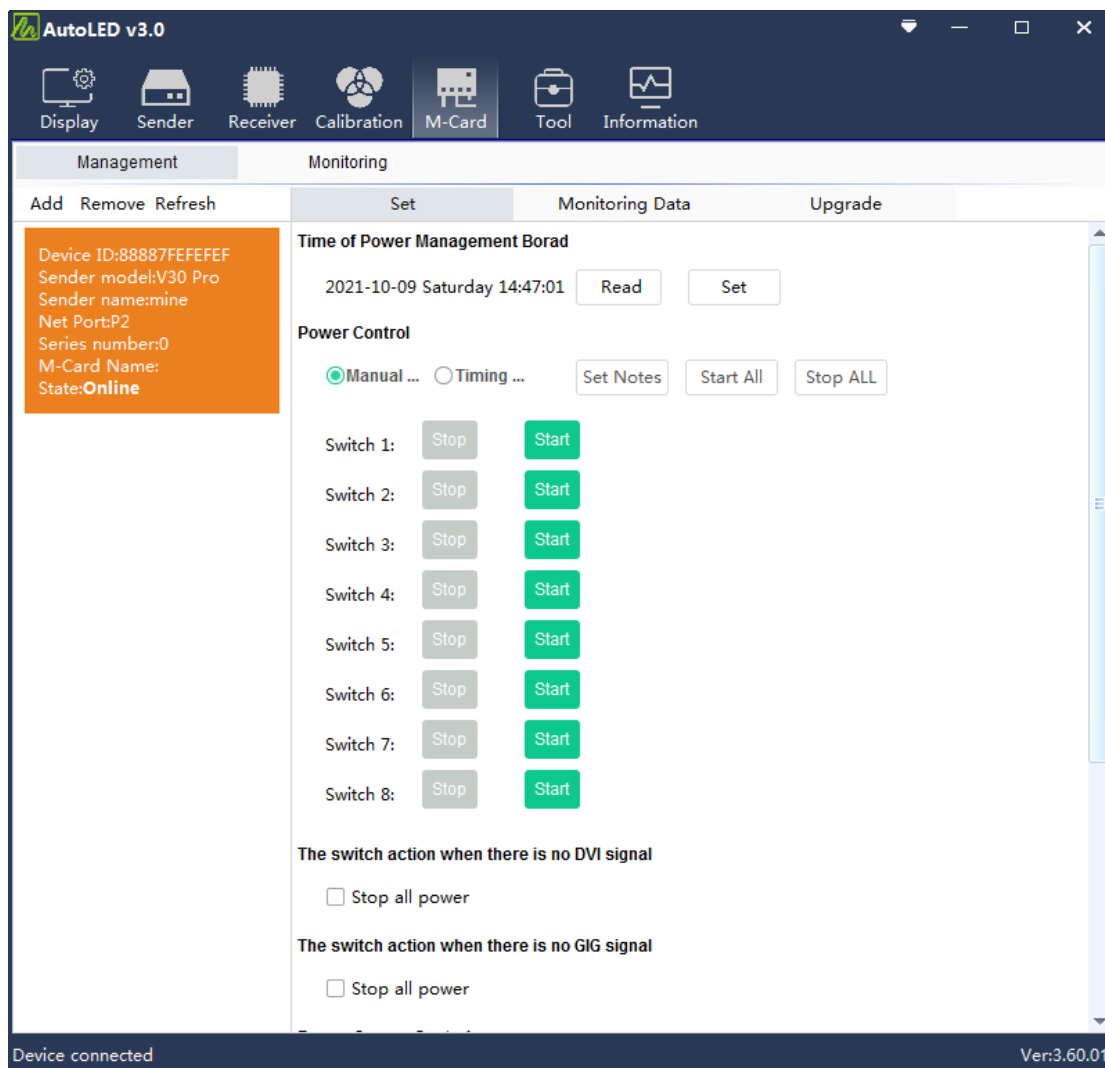 AutoLED v3.0
Display Sender Receiver Calibration M-Card Tool Information
Management Monitoring
Add Remove Refresh Set Monitoring Data Upgrade
Device ID:88887FEFEFEF
Sender model:V30 Pro
Sender name:mine
Net Port:P2
Series number:0
M-Card Name:
State:Online
Time of Power Management Borad
2021-10-09 Saturday 14:47:01 Read Set
Power Control
Manual ... Timing ... Set Notes Start All Stop ALL
Switch 1: Stop Start
Switch 2: Stop Start
Switch 3: Stop Start
Switch 4: Stop Start
Switch 5: Stop Start
Switch 6: Stop Start
Switch 7: Stop Start
Switch 8: Stop Start
The switch action when there is no DVI signal
Stop all power
The switch action when there is no GIG signal
Stop all power
Device connected Ver:3.60.01